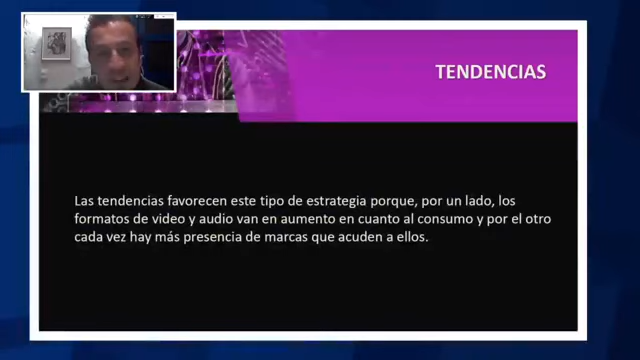 TENDENCIAS
Las tendencias favorecen este tipo de estrategia porque, por un lado, los
formatos de video y audio van en aumento en cuanto al consumo y por el otro
cada vez hay más presencia de marcas que acuden a ellos.